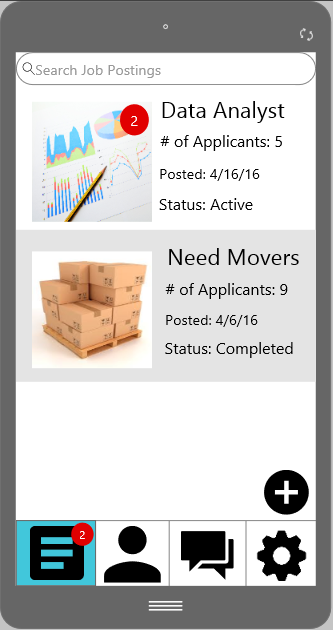 Search Job Postings
Data Analyst
2
# of Applicants: 5
Posted: 4/16/16
Status: Active
Need Movers
# of Applicants: 9
Posted: 4/6/16
Status: Completed
2